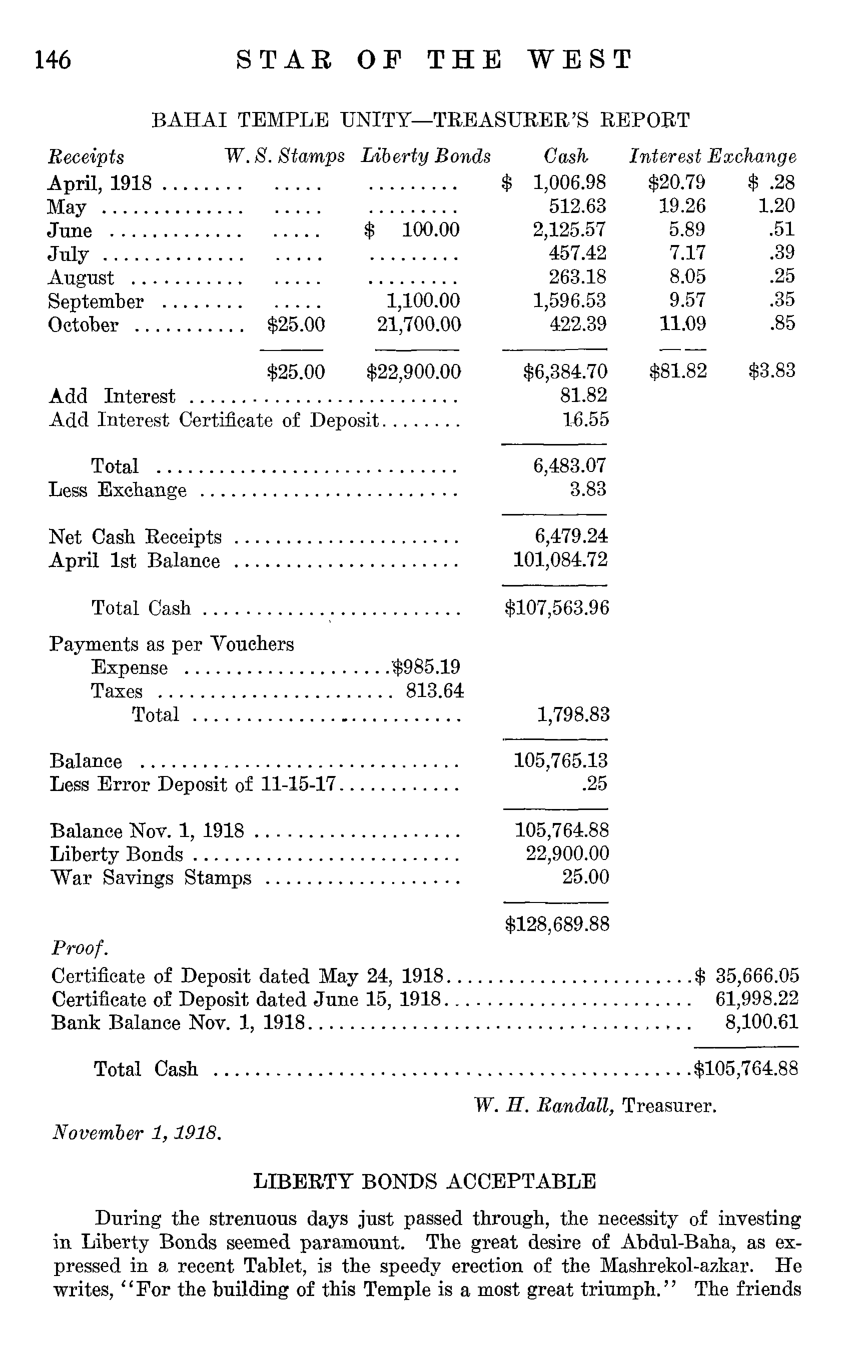 146 STAR OF THE WEST
BAHAI TEMPLE UNITY—TREASURER'S REPORT
Receipts W. S. Stamps Liberty Bonds Cash Interest Exchange
April, 1918 ........ ..... ......... $ 1,006.98 $20.79 $ .28
May .............. ..... ......... 512.63 19.26 1.20
June ............. ..... $ 100.00 2,125.57 5.89 .51
July .............. ..... ......... 457.42 7.17 .39
August ........... ..... ......... 263.18 8.05 .25
September ........ ..... 1,100.00 1,596.53 9.57 .35
October ........... $25.00 21,700.00 422.39 11.09 .85
$25.00 $22,900.00 $6,384.70 $81.82 $3.83
Add Interest .......................... 81.82
Add Interest Certificate of Deposit........ 16.55
Total ............................. 6,483.07
Less Exchange ......................... 3.83
Net Cash Receipts ...................... 6,479.24
April 1st Balance ...................... 101,084.72
Total Cash ......................... $107,563.96
Payments as per Vouchers
Expense ....................$985.19
Taxes ....................... 813.64
Total .......................... 1,798.83
Balance ............................... 105,765.13
Less Error Deposit of 11-15-17............ .25
Balance Nov. 1, 1918 .................... 105,764.88
Liberty Bonds .......................... 22,900.00
War Savings Stamps ................... 25.00
$128,689.88
Proof.
Certificate of Deposit dated May 24, 1918........................$ 35,666.05
Certificate of Deposit dated June 15, 1918........................ 61,998.22
Bank Balance Nov. 1, 1918..................................... 8,100.61
Total Cash ..............................................$105,764.88
W. H. Randall, Treasurer.
November 1, 1918.
LIBERTY BONDS ACCEPTABLE
During the strenuous days just passed through, the necessity of investing
in Liberty Bonds seemed paramount. The great desire of Abdul-Baha, as ex-
pressed in a recent Tablet, is the speedy erection of the Mashrekol-azkar. He
writes, "For the building of this Temple is a most great triumph." The friends